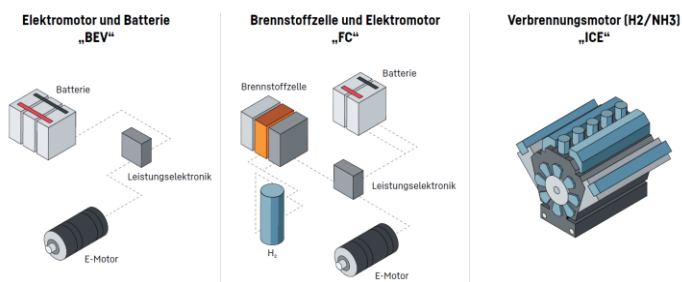 Elektromotor und Batterie
„BEV“
Batterie
Leistungselektronik
E-Motor
Brennstoffzelle und Elektromotor
„FC“
Batterie
Brennstoffzelle
Leistungselektronik
H₂
E-Motor
Verbrennungsmotor (H2/NH3)
„ICE“